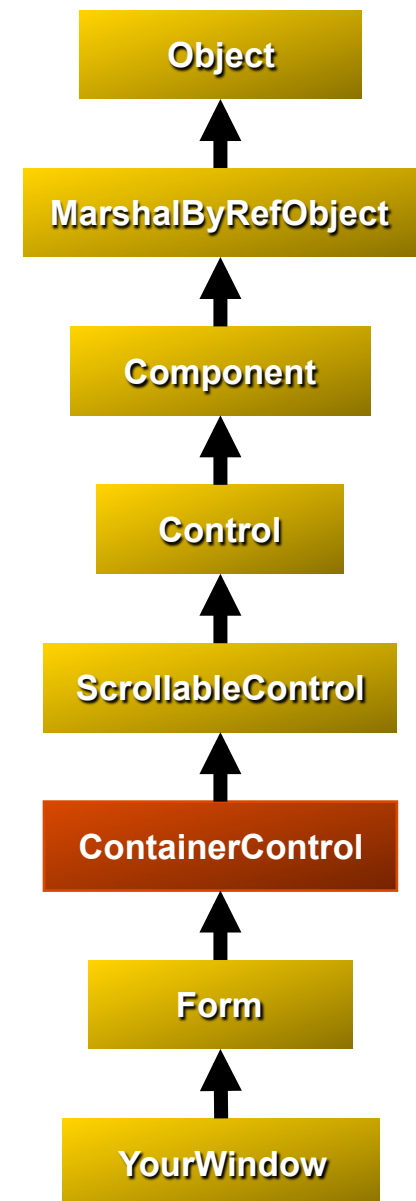 Object
MarshalByRefObject
Component
Control
ScrollableControl
ContainerControl
Form
YourWindow